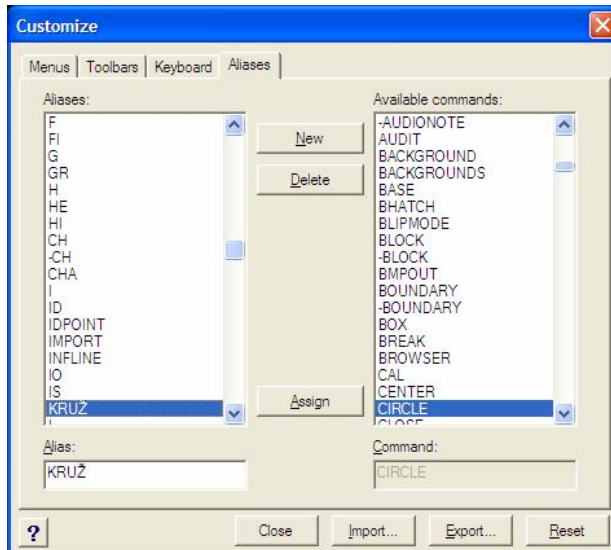 Customize
Menus
Toolbars
Keyboard
Aliases
Aliases:
F
FI
G
GR
H
HE
HI
CH
-CH
CHA
I
ID
IDPOINT
IMPORT
INFLINE
IO
IS
KRUŽ
Alias:
KRUŽ
New
Delete
Assign
Available commands:
-AUDIONOTE
AUDIT
BACKGROUND
BACKGROUNDS
BASE
BHATCH
BLIPMODE
BLOCK
-BLOCK
BMPOUT
BOUNDARY
-BOUNDARY
BOX
BREAK
BROWSER
CAL
CENTER
CIRCLE
CLOSE
Command:
CIRCLE
?
Close
Import...
Export...
Reset